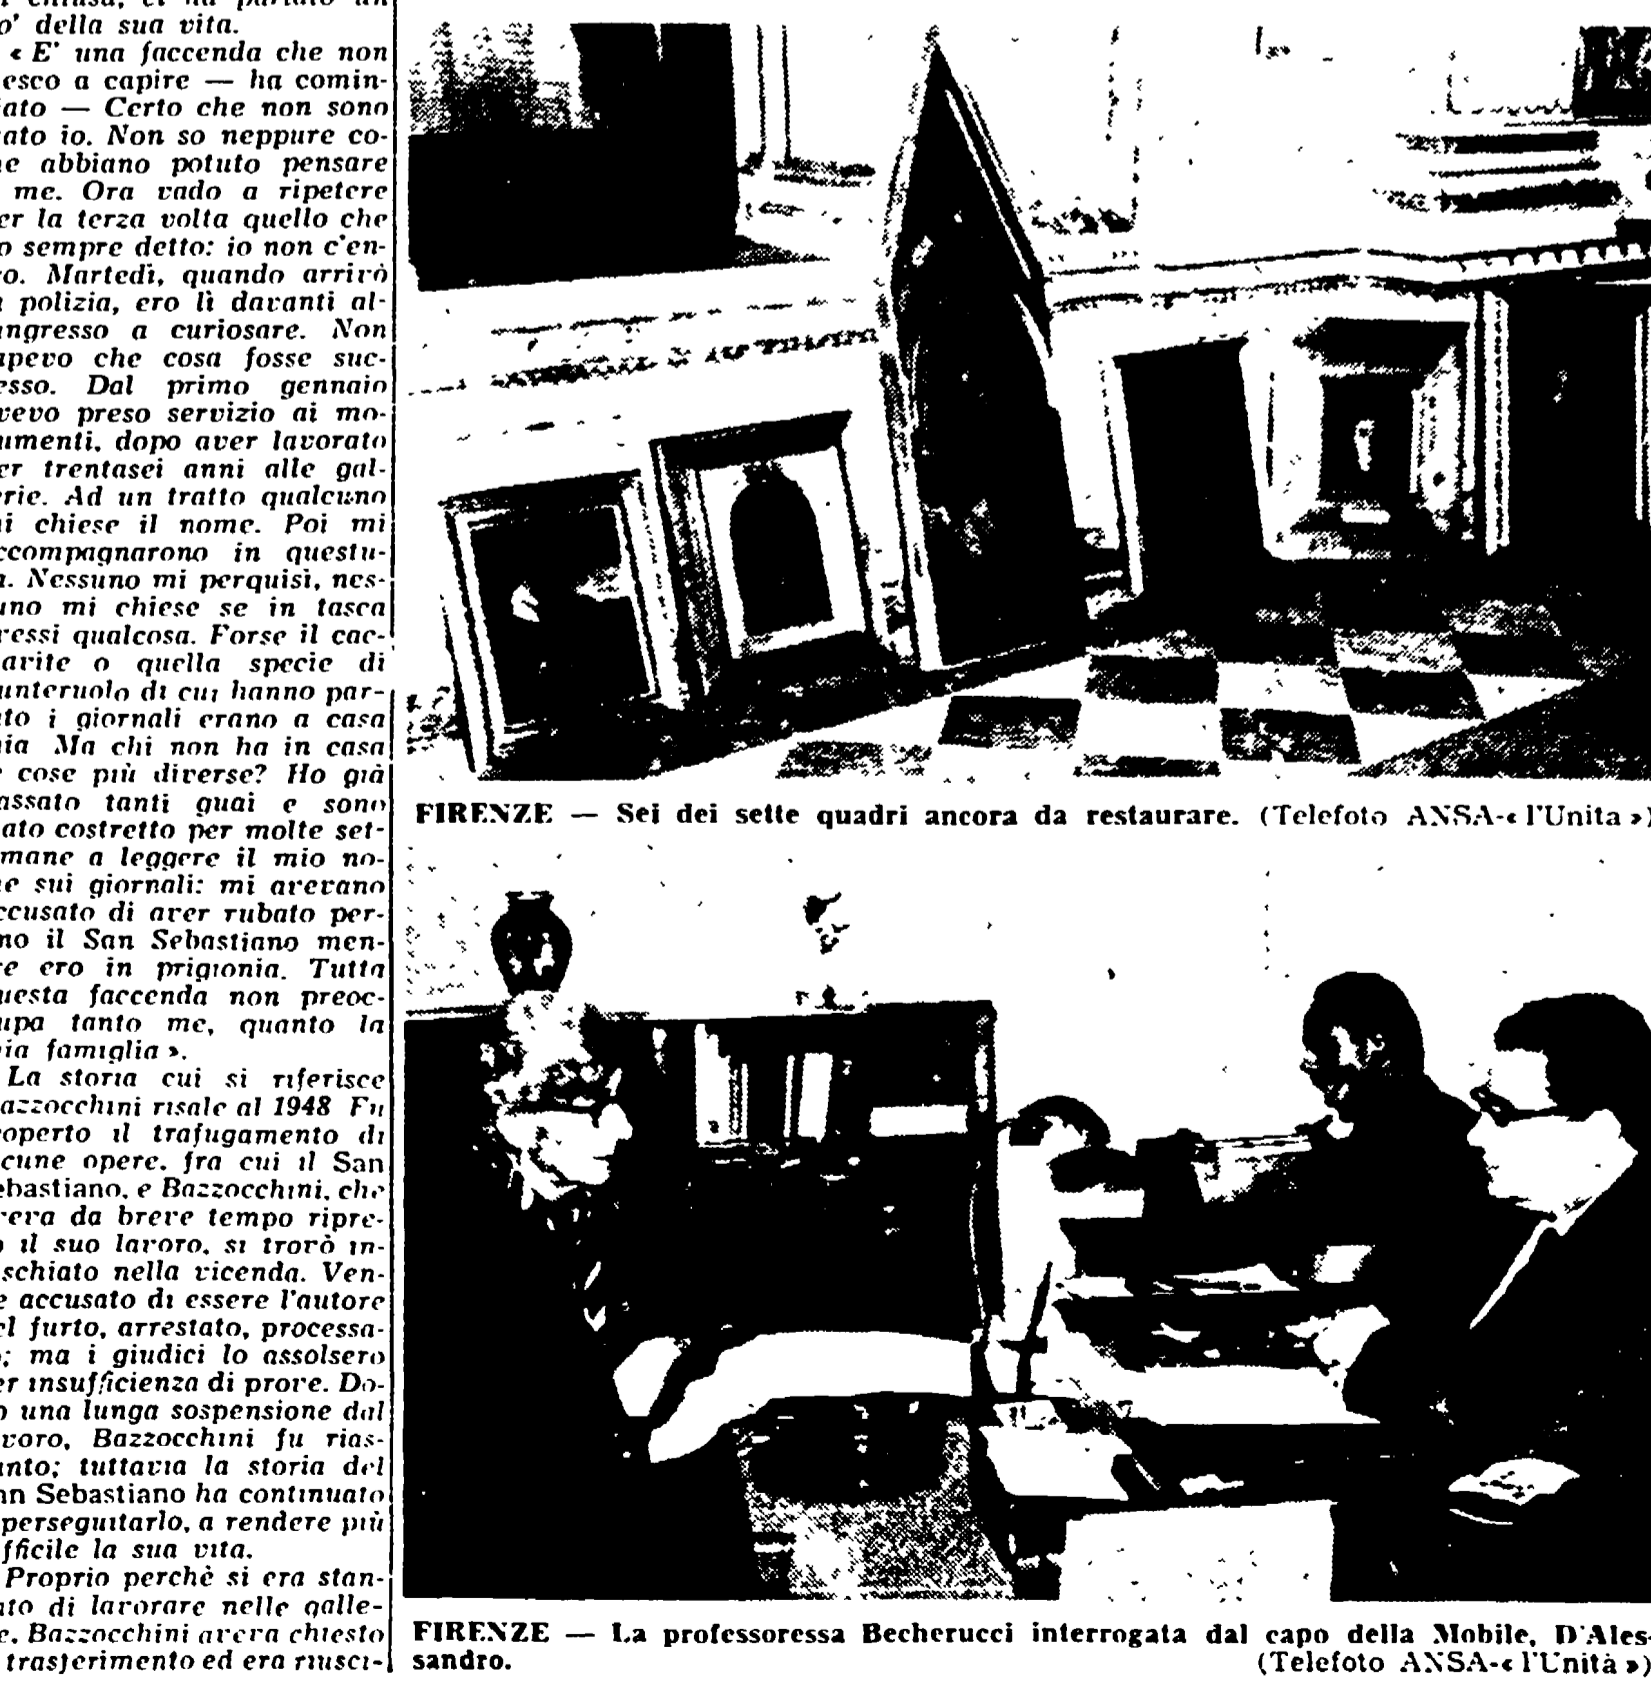 o' della sua vita.
« E' una faccenda che non
esco a capire — ha comin-
ato — Certo che non sono
ato io. Non so neppure co-
e abbiano potuto pensare
me. Ora vado a ripetere
er la terza volta quello che
o sempre detto: io non c'en-
o. Martedì, quando arrivò
polizia, ero lì davanti al-
ngresso a curiosare. Non
apevo che cosa fosse suc-
esso. Dal primo gennaio
vevo preso servizio ai mo-
umenti, dopo aver lavorato
er trentasei anni alle gal-
erie. Ad un tratto qualcuno
i chiese il nome. Poi mi
ccompagnarono in questu-
a. Nessuno mi perquisì, nes-
uno mi chiese se in tasca
ressi qualcosa. Forse il cac-
avite o quella specie di
unteruolo di cui hanno par-
to i giornali erano a casa
ia Ma chi non ha in casa
cose più diverse? Ho già
assato tanti guai e sono
ato costretto per molte set-
mane a leggere il mio no-
e sui giornali: mi avevano
ccusato di aver rubato per-
no il San Sebastiano men-
re ero in prigionia. Tutta
uesta faccenda non preoc-
upa tanto me, quanto la
ia famiglia ».
La storia cui si riferisce
azzocchini risale al 1948 Fu
operto il trafugamento di
cune opere, fra cui il San
ebastiano, e Bazzocchini, che
veva da breve tempo ripre-
o il suo lavoro, si trovò in-
schiato nella vicenda. Ven-
e accusato di essere l'autore
el furto, arrestato, processa-
o; ma i giudici lo assolsero
er insufficienza di prove. Do-
o una lunga sospensione dal
voro, Bazzocchini fu rias-
unto; tuttavia la storia del
an Sebastiano ha continuato
perseguitarlo, a rendere più
fficile la sua vita.
Proprio perchè si era stan-
ato di lavorare nelle galle-
e, Bazzocchini aveva chiesto
trasferimento ed era riusci-
FIRENZE — Sei dei sette quadri ancora da restaurare. (Telefoto ANSA-« l'Unita »)
FIRENZE — La professoressa Becherucci interrogata dal capo della Mobile, D'Ales-
sandro. (Telefoto ANSA-« l'Unità »)